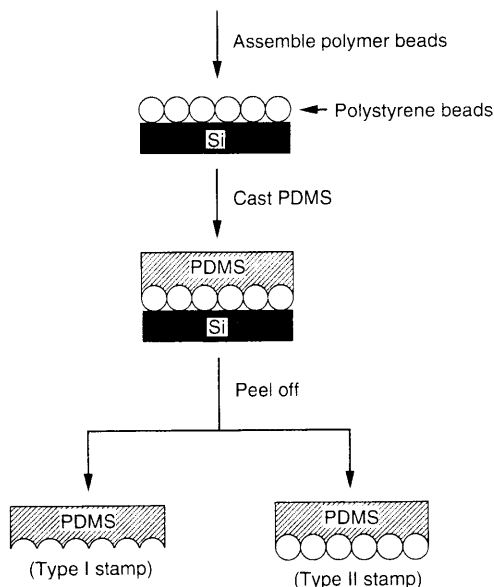 Assemble polymer beads
Polystyrene beads
Si
Cast PDMS
PDMS
Si
Peel off
PDMS
(Type I stamp)
PDMS
(Type II stamp)